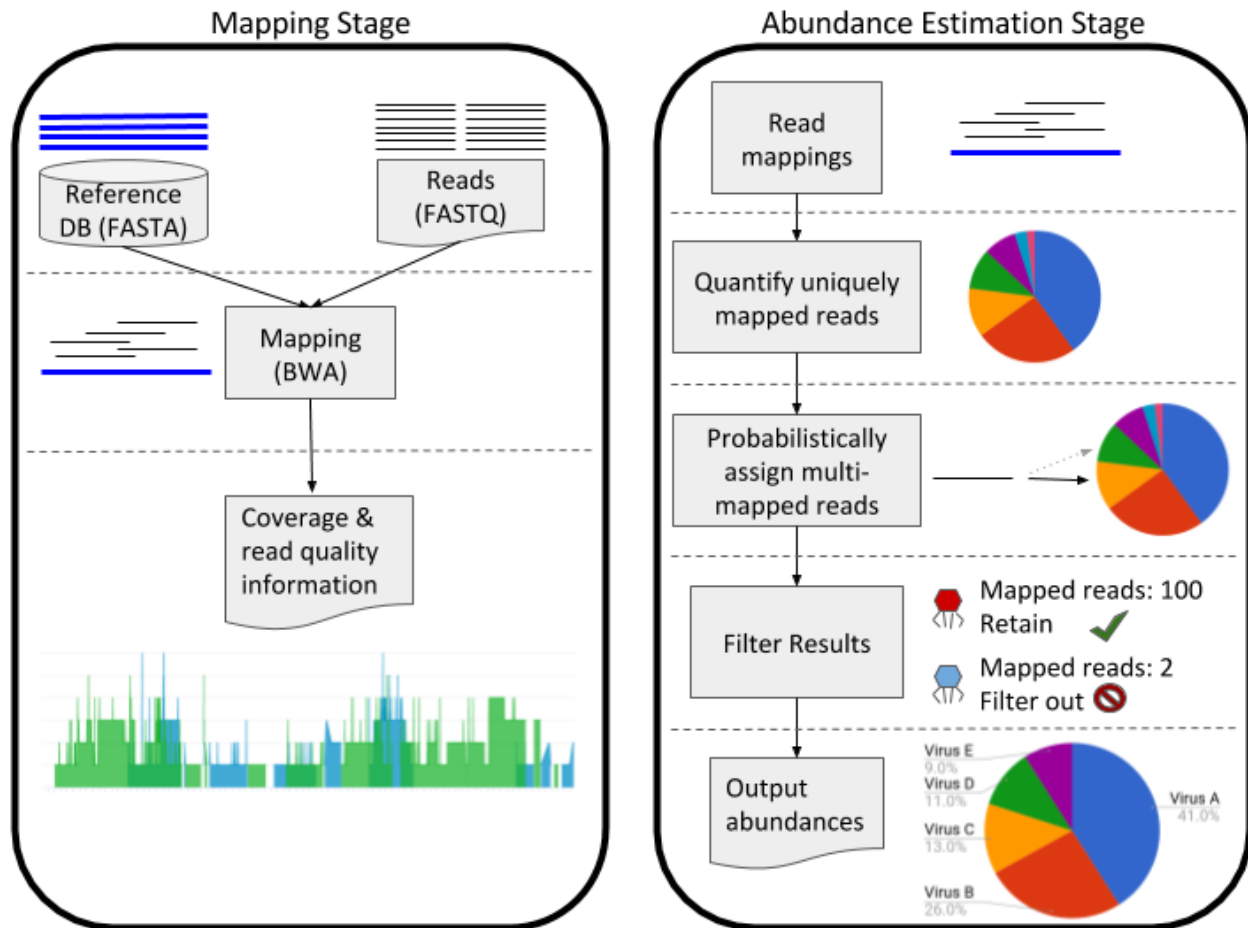 Mapping Stage
Reference
DB (FASTA)
Reads
(FASTQ)
Mapping
(BWA)
Coverage &
read quality
information
Abundance Estimation Stage
Read
mappings
Quantify uniquely
mapped reads
Probabilistically
assign multi-
mapped reads
Filter Results
Mapped reads: 100
Retain
Mapped reads: 2
Filter out
Output
abundances
Virus E
9.0%
Virus D
11.0%
Virus C
13.0%
Virus B
26.0%
Virus A
41.0%